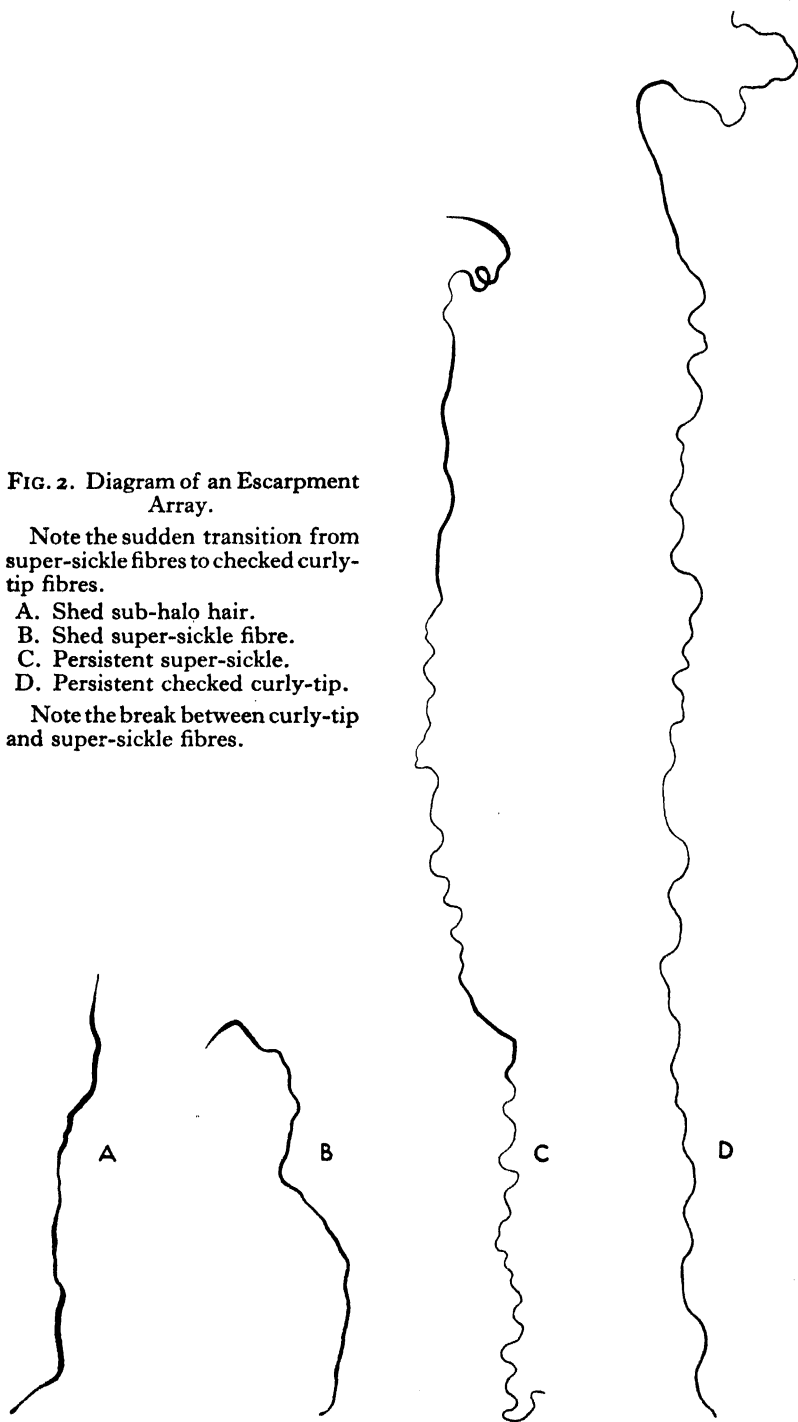 FIG. 2. Diagram of an Escarpment
Array.
Note the sudden transition from
super-sickle fibres to checked curly-
tip fibres.
A. Shed sub-halo hair.
B. Shed super-sickle fibre.
C. Persistent super-sickle.
D. Persistent checked curly-tip.
Note the break between curly-tip
and super-sickle fibres.
A
B
C
D